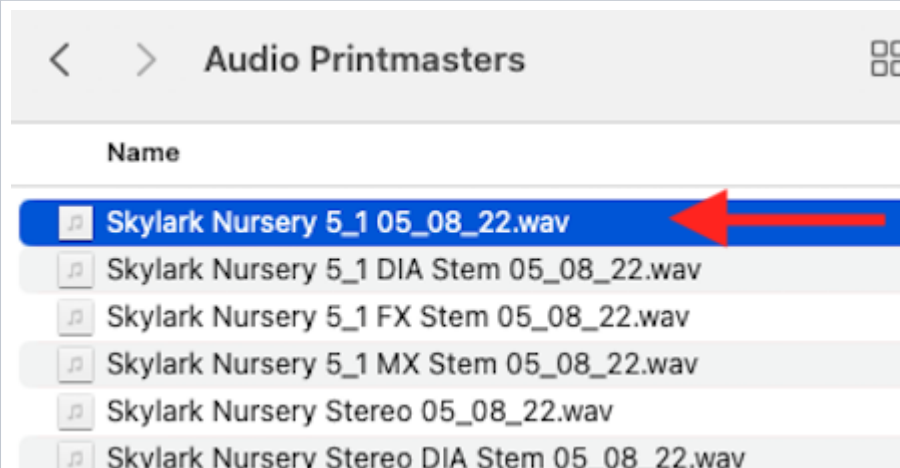 Audio Printmasters
Name
Skylark Nursery 5_1 05_08_22.wav
Skylark Nursery 5_1 DIA Stem 05_08_22.wav
Skylark Nursery 5_1 FX Stem 05_08_22.wav
Skylark Nursery 5_1 MX Stem 05_08_22.wav
Skylark Nursery Stereo 05_08_22.wav
Skylark Nursery Stereo DIA Stem 05_08_22.wav